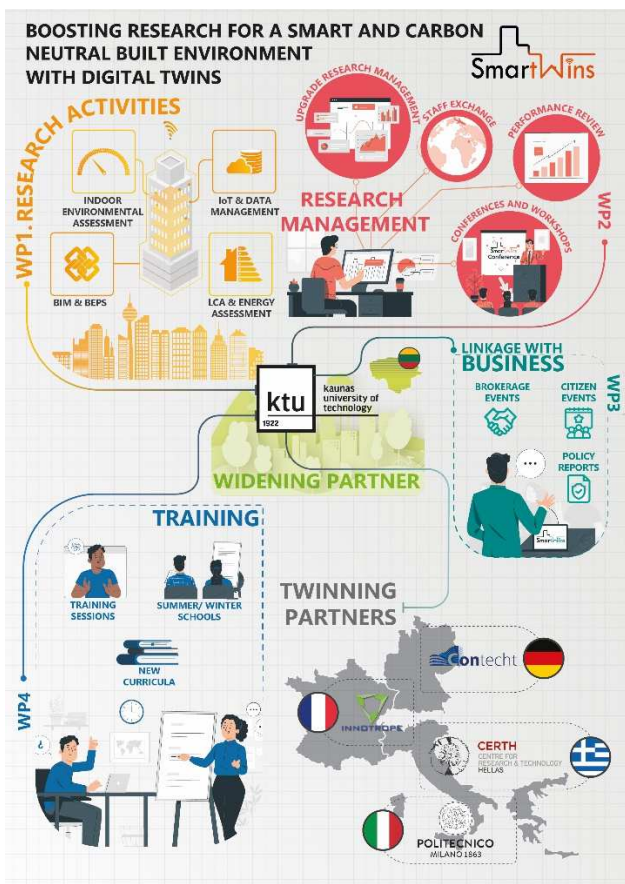 BOOSTING RESEARCH FOR A SMART AND CARBON
NEUTRAL BUILT ENVIRONMENT
WITH DIGITAL TWINS
SmartWins
WP1. RESEARCH ACTIVITIES
INDOOR
ENVIRONMENTAL
ASSESSMENT
IoT & DATA
MANAGEMENT
BIM & BEPS
LCA & ENERGY
ASSESSMENT
UPGRADE RESEARCH MANAGEMENT
STAFF EXCHANGE
PERFORMANCE REVIEW
RESEARCH
MANAGEMENT
CONFERENCES AND WORKSHOPS
SmartWins
Conference
WP2
ktu
1922
kaunas
university of
technology
WIDENING PARTNER
LINKAGE WITH
BUSINESS
BROKERAGE
EVENTS
CITIZEN
EVENTS
POLICY
REPORTS
WP3
SmartWins
TRAINING
TRAINING
SESSIONS
SUMMER/ WINTER
SCHOOLS
NEW
CURRICULA
WP4
TWINNING
PARTNERS
Contecht
INNOTROPE
CERTH
CENTRE FOR
RESEARCH & TECHNOLOGY
HELLAS
POLITECNICO
MILANO 1863